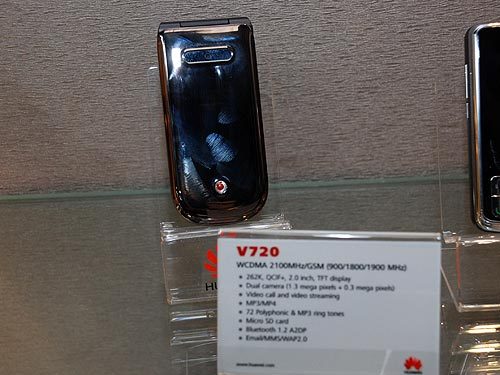 V720
WCDMA 2100MHz/GSM (900/1800/1900 MHz)
• 262K, QCIF+, 2.0 inch, TFT display
• Dual camera (1.3 mega pixels + 0.3 mega pixels)
• Video call and video streaming
• MP3/MP4
• 72 Polyphonic & MP3 ring tones
• Micro SD card
• Bluetooth 1.2 A2DP
• Email/MMS/WAP2.0
www.huawei.com
HUAWEI
HU